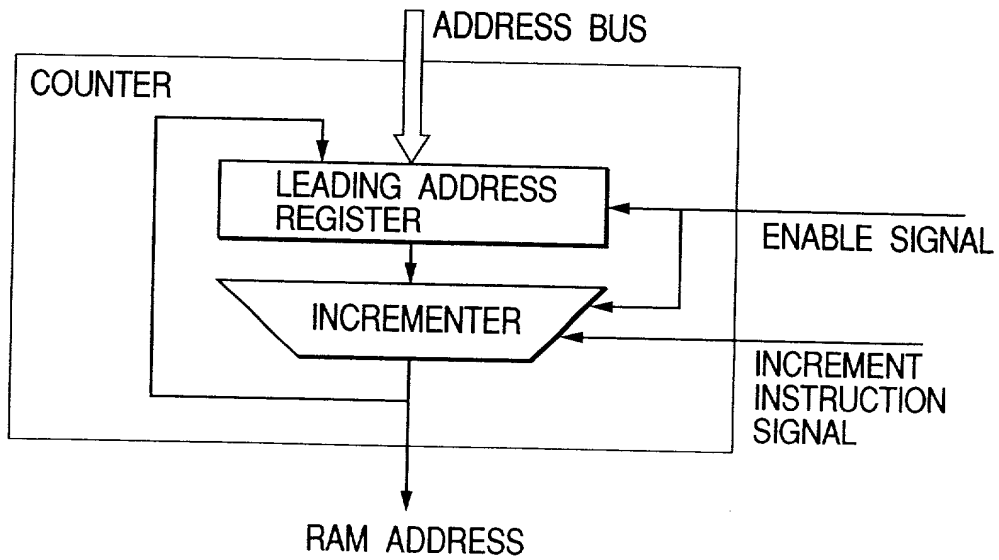 ADDRESS BUS
COUNTER
LEADING ADDRESS
REGISTER
ENABLE SIGNAL
INCREMENTER
INCREMENT
INSTRUCTION
SIGNAL
RAM ADDRESS